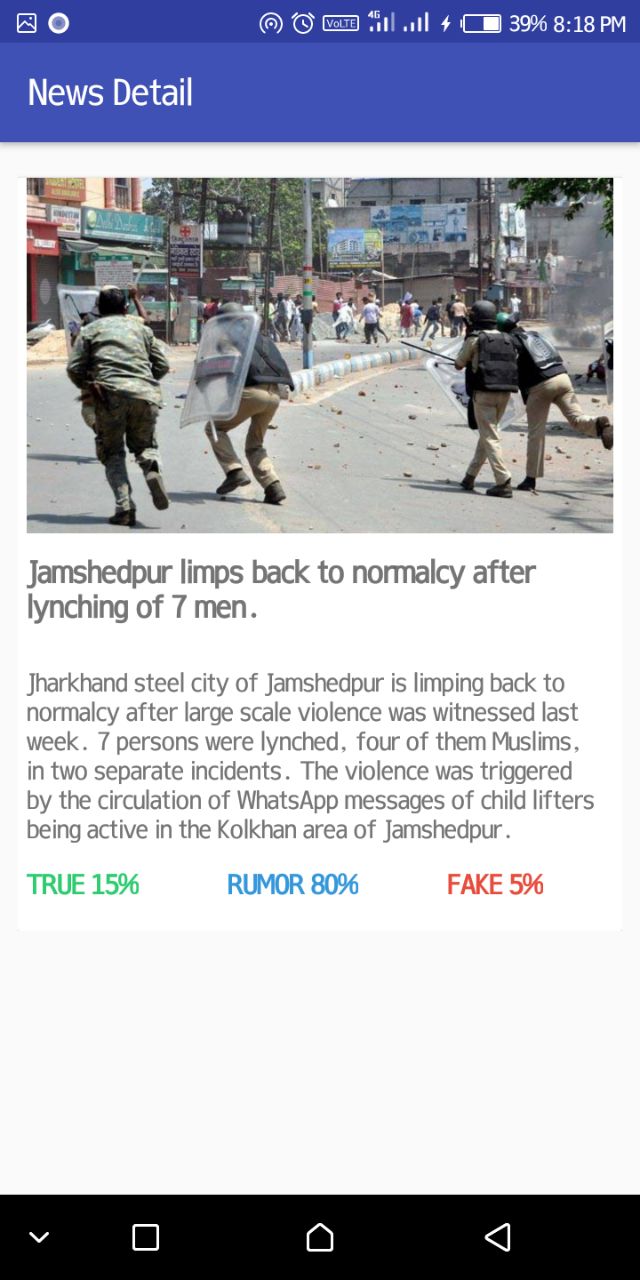 VoLTE 4G 39% 8:18 PM
News Detail
Jamshedpur limps back to normalcy after
lynching of 7 men.
Jharkhand steel city of Jamshedpur is limping back to
normalcy after large scale violence was witnessed last
week. 7 persons were lynched, four of them Muslims,
in two separate incidents. The violence was triggered
by the circulation of WhatsApp messages of child lifters
being active in the Kolkhan area of Jamshedpur.
TRUE 15% RUMOR 80% FAKE 5%